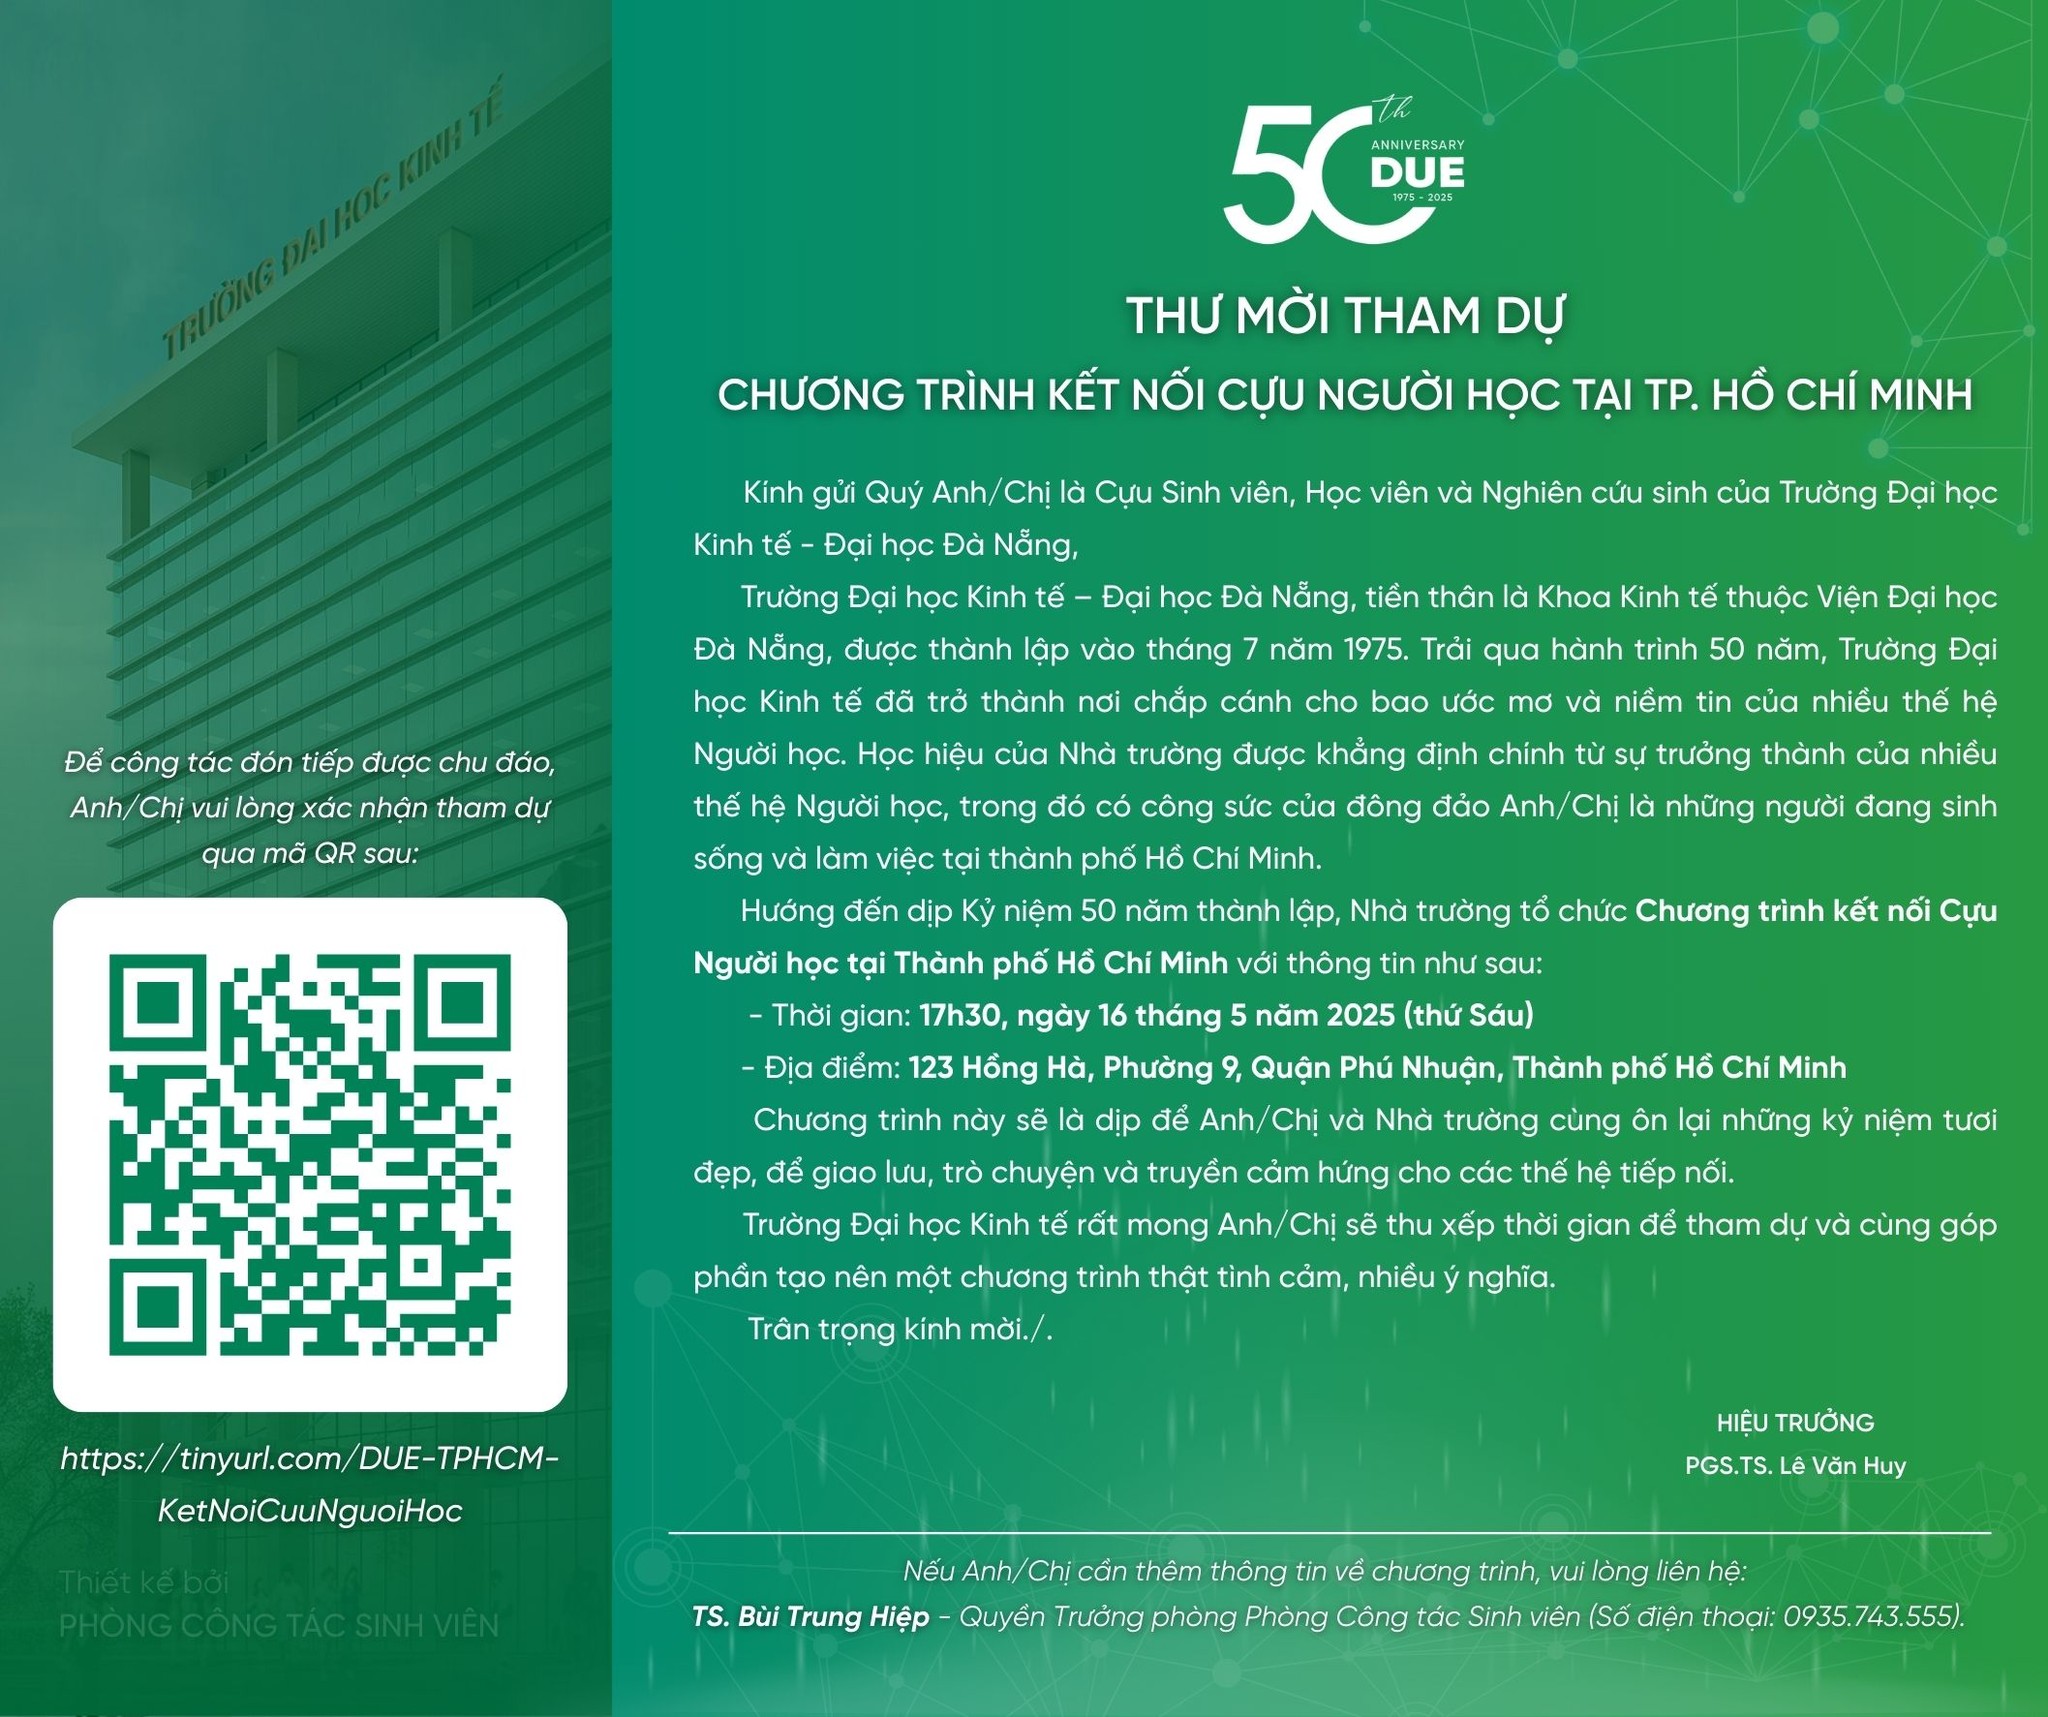 TRƯỜNG ĐẠI HỌC KINH TẾ
Để công tác đón tiếp được chu đáo,
Anh/Chị vui lòng xác nhận tham dự
qua mã QR sau:
https://tinyurl.com/DUE-TPHCM-
KetNoiCuuNguoiHoc
Thiết kế bởi
PHÒNG CÔNG TÁC SINH VIÊN
50th
ANNIVERSARY
DUE
1975 - 2025
THƯ MỜI THAM DỰ
CHƯƠNG TRÌNH KẾT NỐI CỰU NGƯỜI HỌC TẠI TP. HỒ CHÍ MINH
Kính gửi Quý Anh/Chị là Cựu Sinh viên, Học viên và Nghiên cứu sinh của Trường Đại học
Kinh tế - Đại học Đà Nẵng,
Trường Đại học Kinh tế – Đại học Đà Nẵng, tiền thân là Khoa Kinh tế thuộc Viện Đại học
Đà Nẵng, được thành lập vào tháng 7 năm 1975. Trải qua hành trình 50 năm, Trường Đại
học Kinh tế đã trở thành nơi chắp cánh cho bao ước mơ và niềm tin của nhiều thế hệ
Người học. Học hiệu của Nhà trường được khẳng định chính từ sự trưởng thành của nhiều
thế hệ Người học, trong đó có công sức của đông đảo Anh/Chị là những người đang sinh
sống và làm việc tại thành phố Hồ Chí Minh.
Hướng đến dịp Kỷ niệm 50 năm thành lập, Nhà trường tổ chức Chương trình kết nối Cựu
Người học tại Thành phố Hồ Chí Minh với thông tin như sau:
- Thời gian: 17h30, ngày 16 tháng 5 năm 2025 (thứ Sáu)
- Địa điểm: 123 Hồng Hà, Phường 9, Quận Phú Nhuận, Thành phố Hồ Chí Minh
Chương trình này sẽ là dịp để Anh/Chị và Nhà trường cùng ôn lại những kỷ niệm tươi
đẹp, để giao lưu, trò chuyện và truyền cảm hứng cho các thế hệ tiếp nối.
Trường Đại học Kinh tế rất mong Anh/Chị sẽ thu xếp thời gian để tham dự và cùng góp
phần tạo nên một chương trình thật tình cảm, nhiều ý nghĩa.
Trân trọng kính mời./.
HIỆU TRƯỞNG
PGS.TS. Lê Văn Huy
Nếu Anh/Chị cần thêm thông tin về chương trình, vui lòng liên hệ:
TS. Bùi Trung Hiệp - Quyền Trưởng phòng Phòng Công tác Sinh viên (Số điện thoại: 0935.743.555).